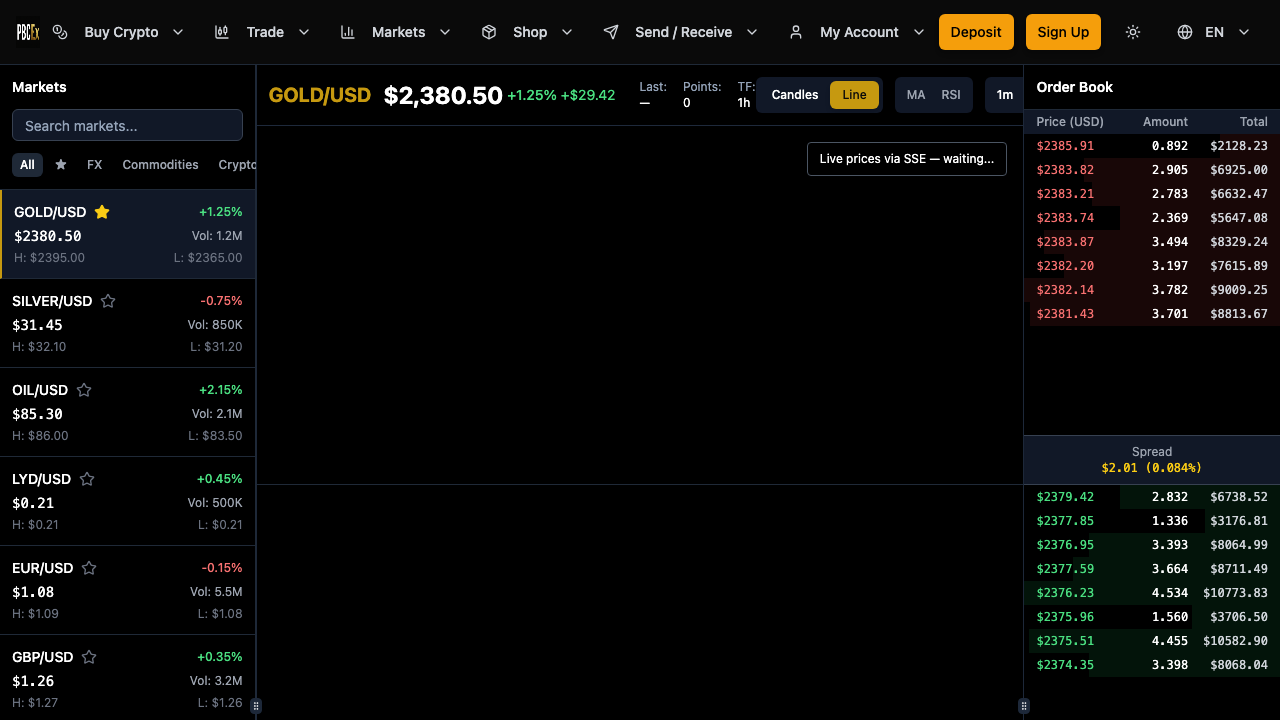 PBCEx
Buy Crypto
Trade
Markets
Shop
Send / Receive
My Account
Deposit
Sign Up
EN
Markets
Search markets...
All
FX
Commodities
Crypto
GOLD/USD
+1.25%
$2380.50
Vol: 1.2M
H: $2395.00
L: $2365.00
SILVER/USD
-0.75%
$31.45
Vol: 850K
H: $32.10
L: $31.20
OIL/USD
+2.15%
$85.30
Vol: 2.1M
H: $86.00
L: $83.50
LYD/USD
+0.45%
$0.21
Vol: 500K
H: $0.21
L: $0.21
EUR/USD
-0.15%
$1.08
Vol: 5.5M
H: $1.09
L: $1.08
GBP/USD
+0.35%
$1.26
Vol: 3.2M
H: $1.27
L: $1.26
GOLD/USD
$2,380.50
+1.25% +$29.42
Last:
—
Points:
0
TF:
1h
Candles
Line
MA
RSI
1m
Live prices via SSE — waiting...
Order Book
Price (USD) Amount Total
$2385.91 0.892 $2128.23
$2383.82 2.905 $6925.00
$2383.21 2.783 $6632.47
$2383.74 2.369 $5647.08
$2383.87 3.494 $8329.24
$2382.20 3.197 $7615.89
$2382.14 3.782 $9009.25
$2381.43 3.701 $8813.67
Spread
$2.01 (0.084%)
$2379.42 2.832 $6738.52
$2377.85 1.336 $3176.81
$2376.95 3.393 $8064.99
$2377.59 3.664 $8711.49
$2376.23 4.534 $10773.83
$2375.96 1.560 $3706.50
$2375.51 4.455 $10582.90
$2374.35 3.398 $8068.04